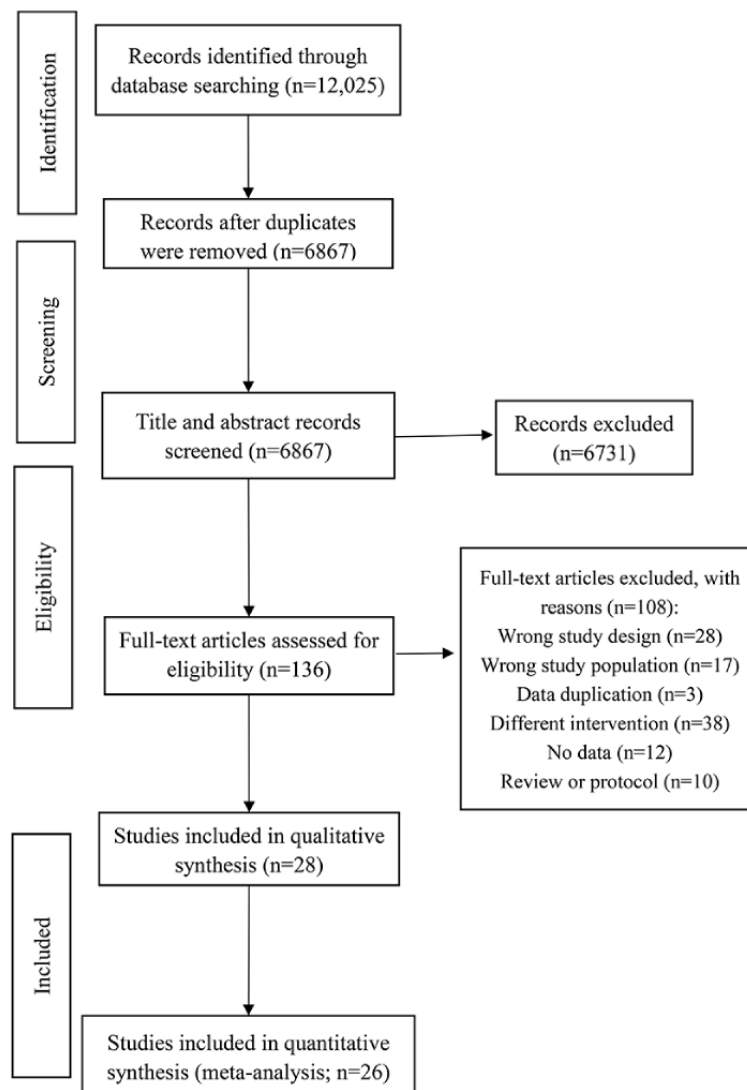 Identification
Records identified through
database searching (n=12,025)
Records after duplicates
were removed (n=6867)
Screening
Title and abstract records
screened (n=6867)
Records excluded
(n=6731)
Eligibility
Full-text articles assessed for
eligibility (n=136)
Full-text articles excluded, with
reasons (n=108):
Wrong study design (n=28)
Wrong study population (n=17)
Data duplication (n=3)
Different intervention (n=38)
No data (n=12)
Review or protocol (n=10)
Included
Studies included in qualitative
synthesis (n=28)
Studies included in quantitative
synthesis (meta-analysis; n=26)